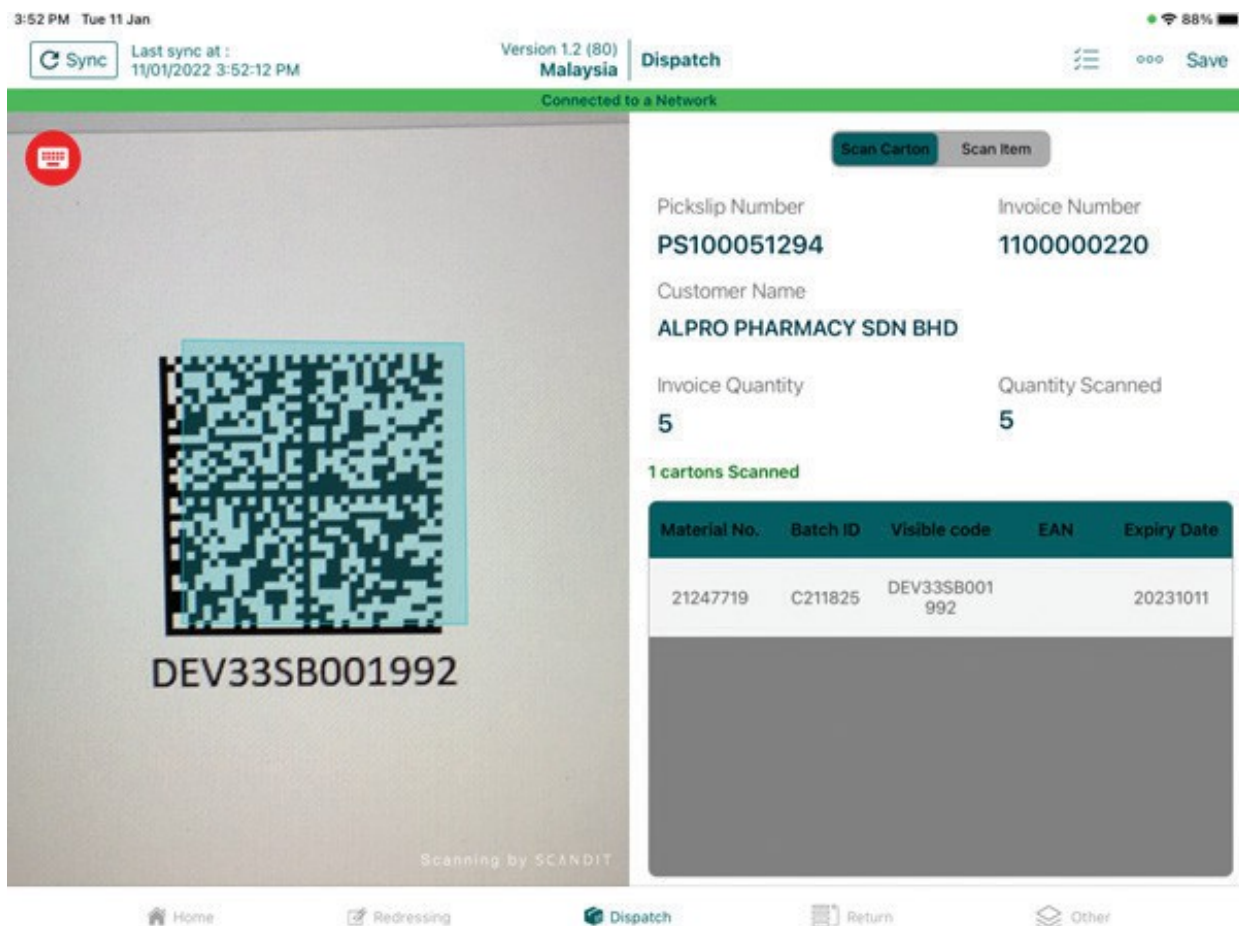 3:52 PM Tue 11 Jan
88%
Sync
Last sync at :
11/01/2022 3:52:12 PM
Version 1.2 (80)
Malaysia
Dispatch
ooo
Save
Connected to a Network
Scan Carton
Scan Item
Pickslip Number
Invoice Number
PS100051294
1100000220
Customer Name
ALPRO PHARMACY SDN BHD
Invoice Quantity
Quantity Scanned
5
5
1 cartons Scanned
Material No.
Batch ID
Visible code
EAN
Expiry Date
21247719
C211825
DEV33SB001
992
20231011
DEV33SB001992
Scanning by SCANDIT
Home
Redressing
Dispatch
Return
Other